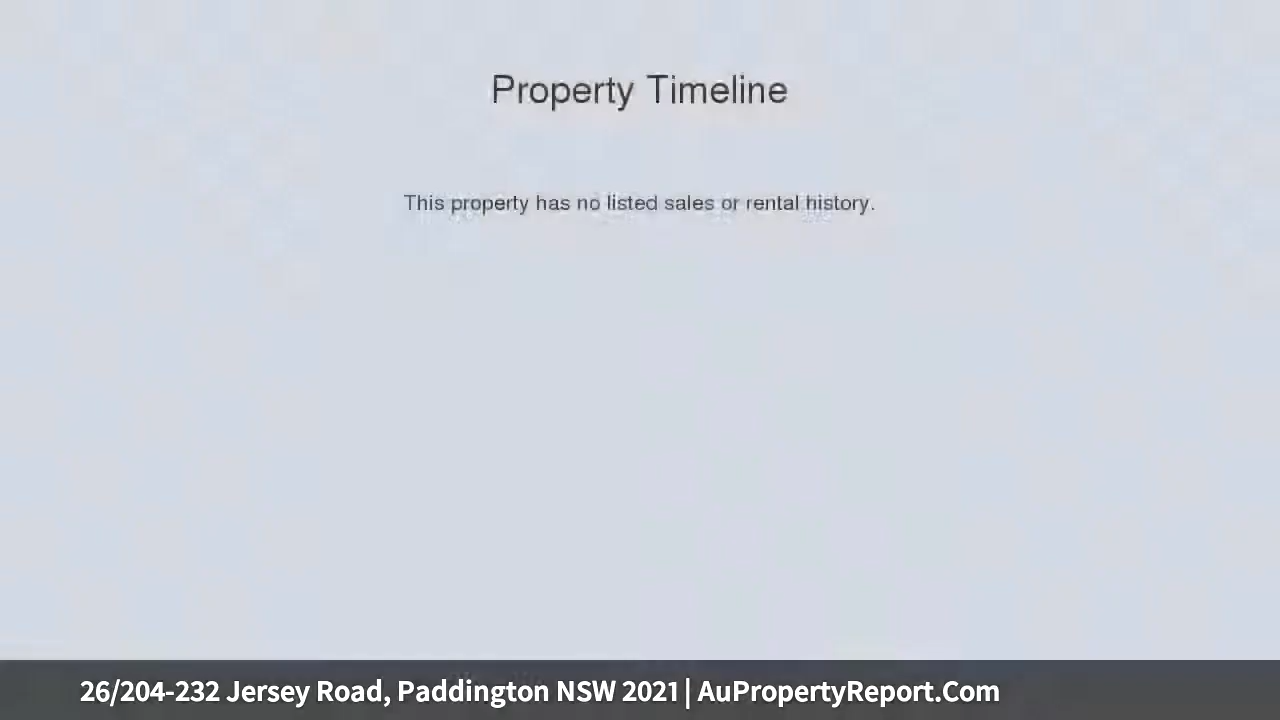 Property Timeline
This property has no listed sales or rental history.
26/204-232 Jersey Road, Paddington NSW 2021 | AuPropertyReport.Com